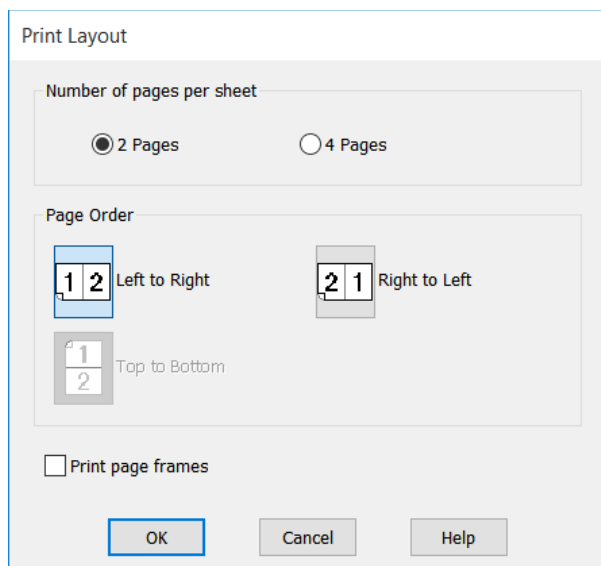 Print Layout
Number of pages per sheet
2 Pages 4 Pages
Page Order
1 2 Left to Right 2 1 Right to Left
1
2
Top to Bottom
Print page frames
OK Cancel Help